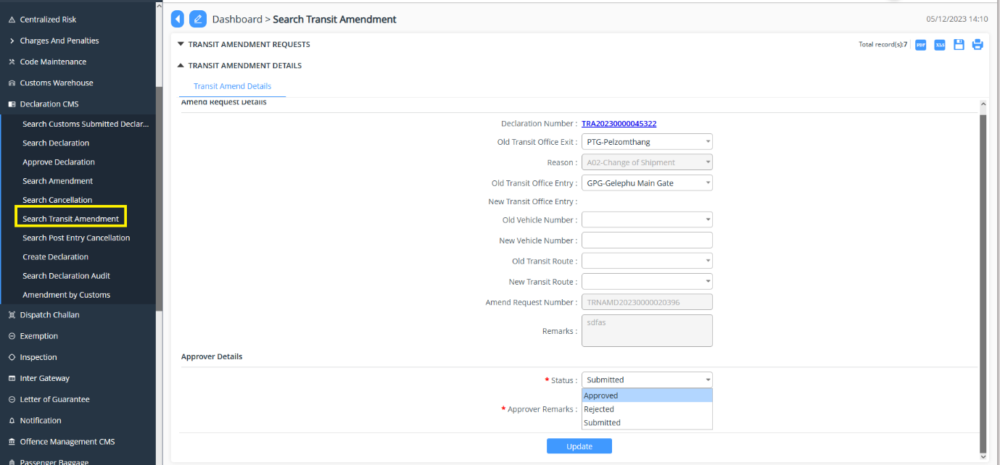 Centralized Risk
Charges And Penalties
Code Maintenance
Customs Warehouse
Declaration CMS
Search Customs Submitted Declar...
Search Declaration
Approve Declaration
Search Amendment
Search Cancellation
Search Transit Amendment
Search Post Entry Cancellation
Create Declaration
Search Declaration Audit
Amendment by Customs
Dispatch Challan
Exemption
Inspection
Inter Gateway
Letter of Guarantee
Notification
Offence Management CMS
Passenger Baggage
Dashboard > Search Transit Amendment
05/12/2023 14:10
TRANSIT AMENDMENT REQUESTS
Total record(s):7
PDF
XLS
TRANSIT AMENDMENT DETAILS
Transit Amend Details
Amend Request Details
Declaration Number : TRA20230000045322
Old Transit Office Exit : PTG-Pelzomthang
Reason : A02-Change of Shipment
Old Transit Office Entry : GPG-Gelephu Main Gate
New Transit Office Entry :
Old Vehicle Number :
New Vehicle Number :
Old Transit Route :
New Transit Route :
Amend Request Number : TRNAMD20230000020396
Remarks : sdfas
Approver Details
* Status : Submitted
Approved
* Approver Remarks : Rejected
Submitted
Update